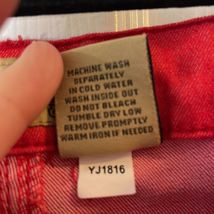 MACHINE WASH
SEPARATELY
IN COLD WATER
WASH INSIDE OUT
DO NOT BLEACH
TUMBLE DRY LOW
REMOVE PROMPTLY
WARM IRON IF NEEDED
YJ1816